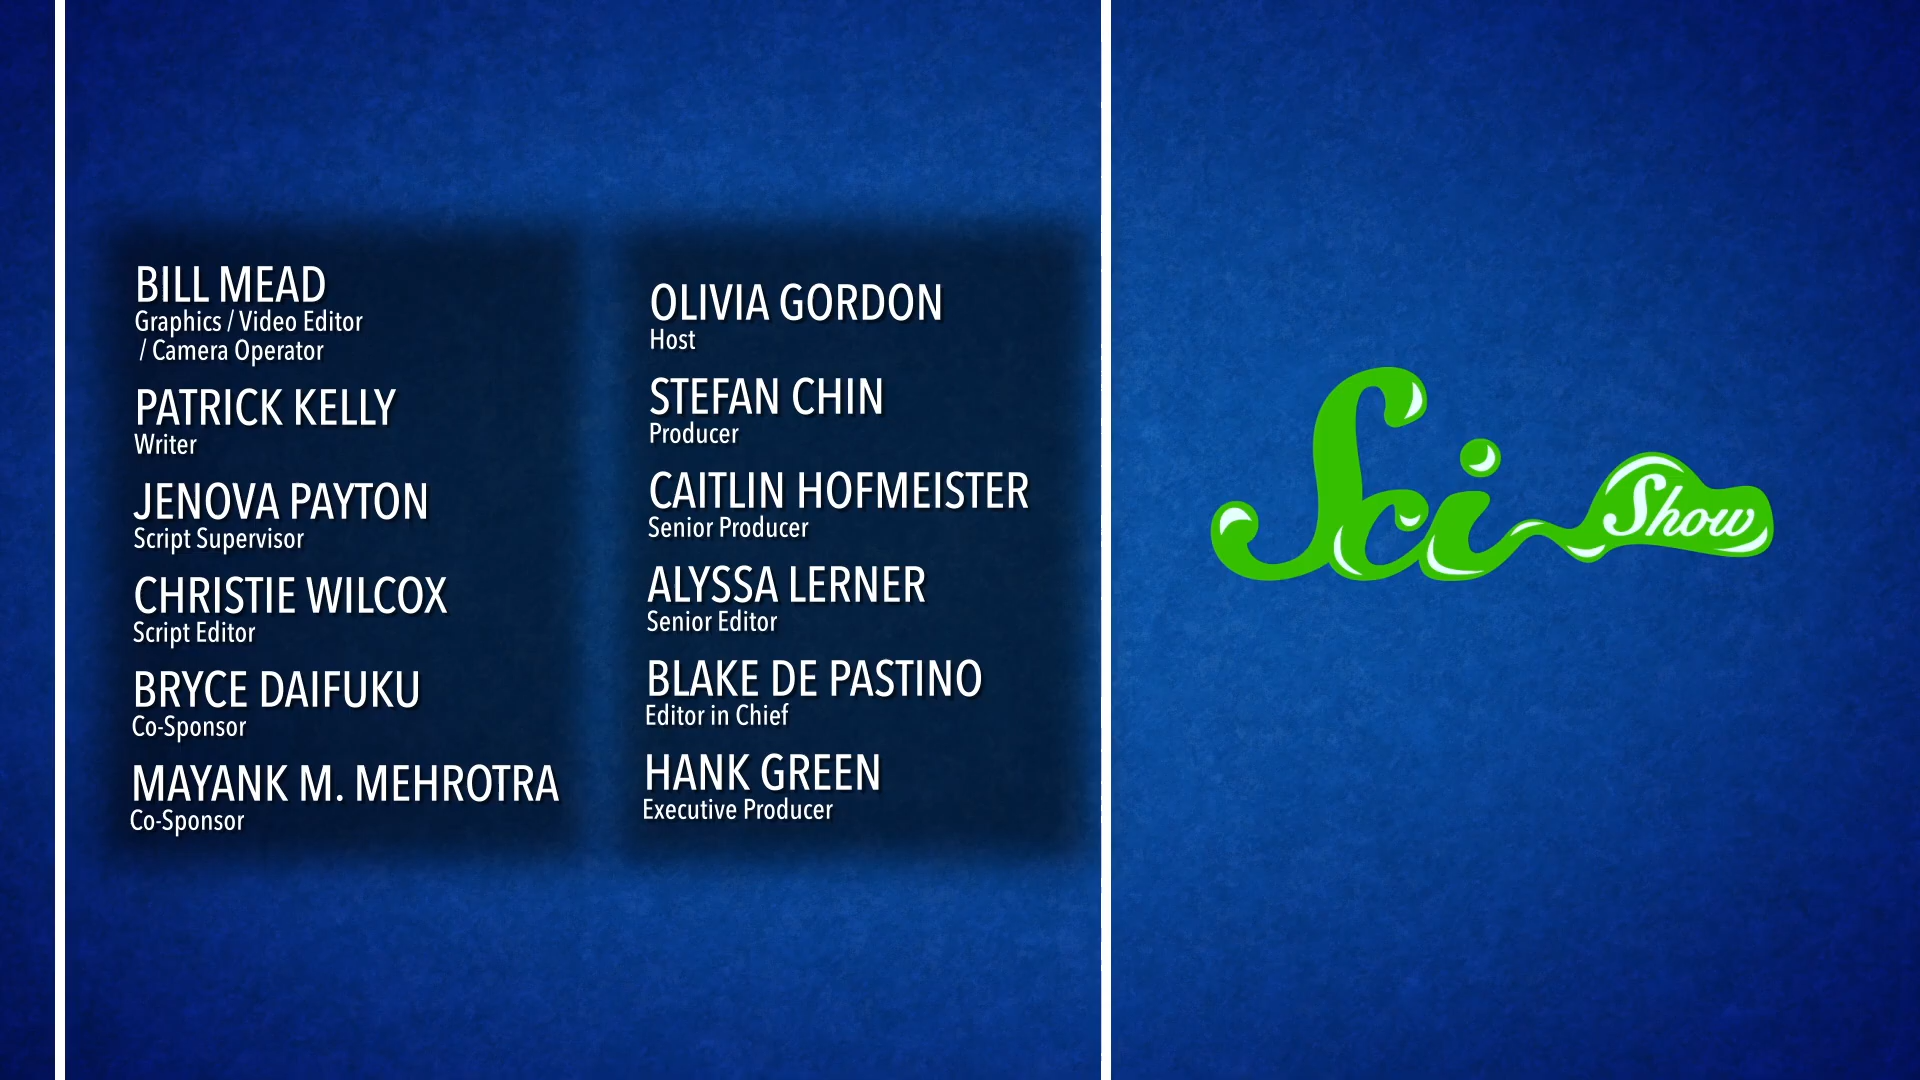 BILL MEAD
Graphics / Video Editor
/ Camera Operator
PATRICK KELLY
Writer
JENOVA PAYTON
Script Supervisor
CHRISTIE WILCOX
Script Editor
BRYCE DAIFUKU
Co-Sponsor
MAYANK M. MEHROTRA
Co-Sponsor
OLIVIA GORDON
Host
STEFAN CHIN
Producer
CAITLIN HOFMEISTER
Senior Producer
ALYSSA LERNER
Senior Editor
BLAKE DE PASTINO
Editor in Chief
HANK GREEN
Executive Producer
Sci Show